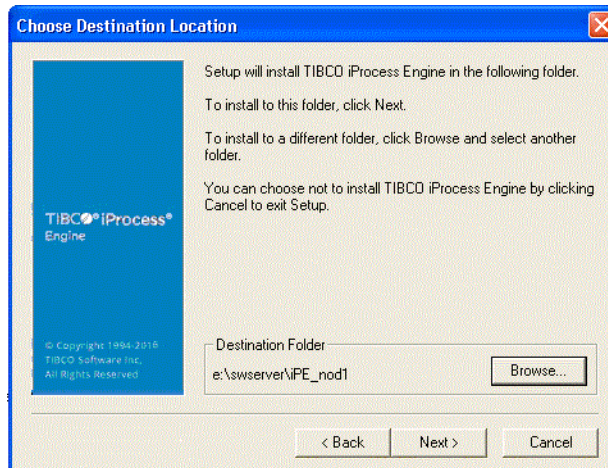 Choose Destination Location
Setup will install TIBCO iProcess Engine in the following folder.
To install to this folder, click Next.
To install to a different folder, click Browse and select another
folder.
You can choose not to install TIBCO iProcess Engine by clicking
Cancel to exit Setup.
TIBCO® iProcess®
Engine
© Copyright 1994-2016
TIBCO Software Inc.
All Rights Reserved
Destination Folder
e:\swserver\iPE_nod1
Browse...
< Back
Next >
Cancel